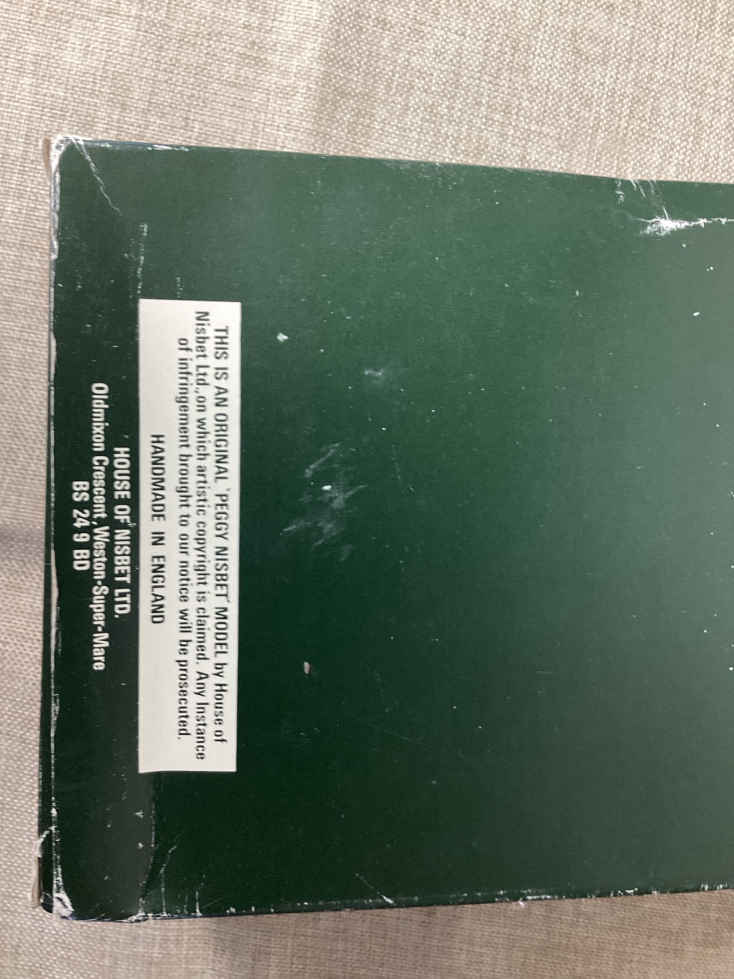 THIS IS AN ORIGINAL 'PEGGY NISBET' MODEL by House of
Nisbet Ltd., on which artistic copyright is claimed. Any Instance
of infringement brought to our notice will be prosecuted.
HANDMADE IN ENGLAND
'HOUSE OF NISBET LTD.
Oldmixon Crescent, Weston-Super-Mare
BS 24 9 BD